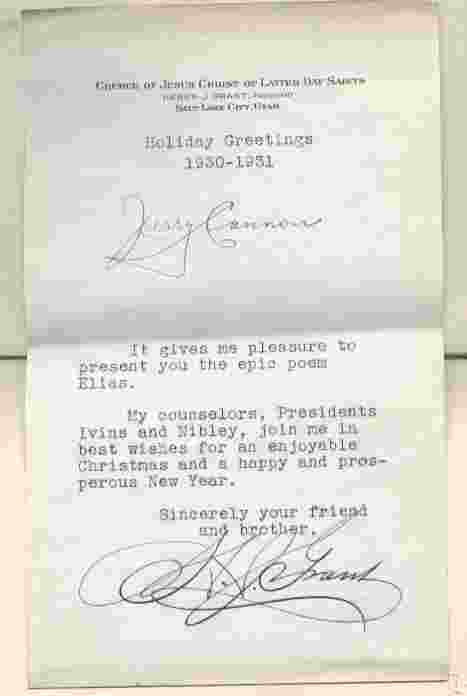 CHURCH OF JESUS CHRIST OF LATTER DAY SAINTS
HEBER J. GRANT, PRESIDENT
SALT LAKE CITY, UTAH
Holiday Greetings
1930-1931
Jerry Cannon
It gives me pleasure to
present you the epic poem
Elias.
My counselors, Presidents
Ivins and Nibley, join me in
best wishes for an enjoyable
Christmas and a happy and pros-
perous New Year.
Sincerely your friend
and brother,
H. J. Grant